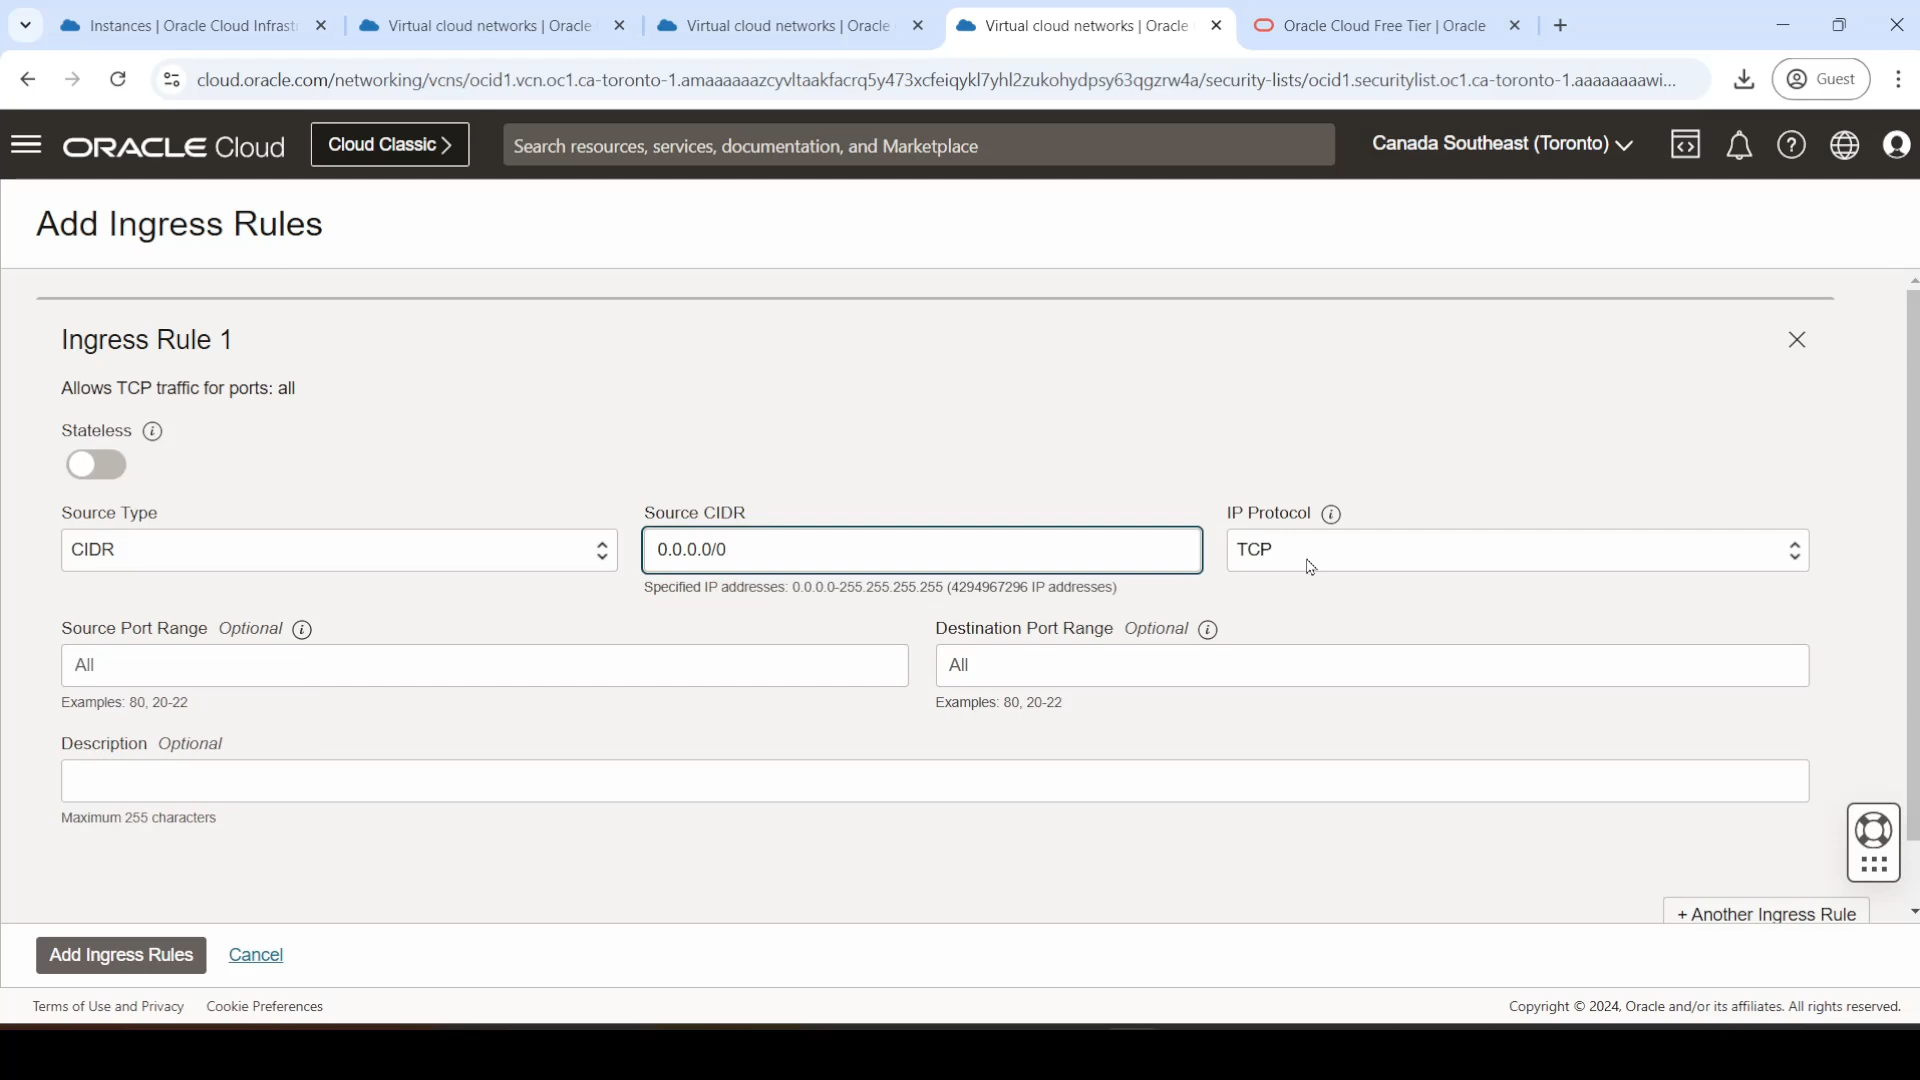 Instances | Oracle Cloud Infrast
Virtual cloud networks | Oracle
Virtual cloud networks | Oracle
Virtual cloud networks | Oracle
Oracle Cloud Free Tier | Oracle
cloud.oracle.com/networking/vcns/ocid1.vcn.oc1.ca-toronto-1.amaaaaaazcyvltaakfacrq5y473xcfeiqykl7yhl2zukohydpsy63qgzrw4a/security-lists/ocid1.securitylist.oc1.ca-toronto-1.aaaaaaaawi...
Guest
ORACLE Cloud
Cloud Classic >
Search resources, services, documentation, and Marketplace
Canada Southeast (Toronto)
Add Ingress Rules
Ingress Rule 1
Allows TCP traffic for ports: all
Stateless
Source Type
Source CIDR
IP Protocol
CIDR
0.0.0.0/0
TCP
Specified IP addresses: 0.0.0.0-255.255.255.255 (4294967296 IP addresses)
Source Port Range Optional
Destination Port Range Optional
All
All
Examples: 80, 20-22
Examples: 80, 20-22
Description Optional
Maximum 255 characters
+ Another Ingress Rule
Add Ingress Rules
Cancel
Terms of Use and Privacy
Cookie Preferences
Copyright © 2024, Oracle and/or its affiliates. All rights reserved.